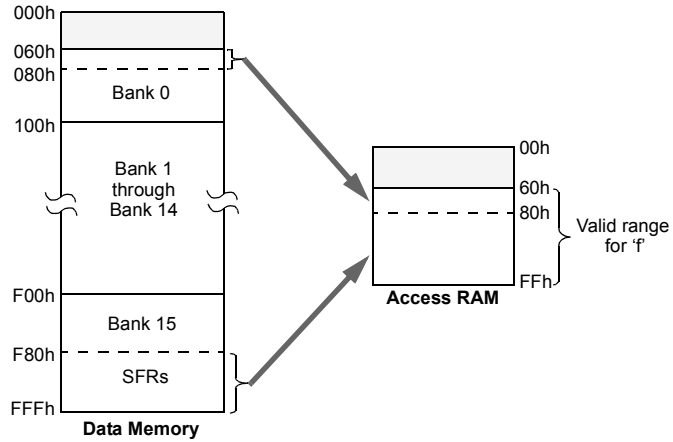 000h
060h
080h
Bank 0
100h
Bank 1
through
Bank 14
F00h
Bank 15
F80h
SFRs
FFFh
Data Memory
00h
60h
80h
Valid range
for ‘f’
FFh
Access RAM